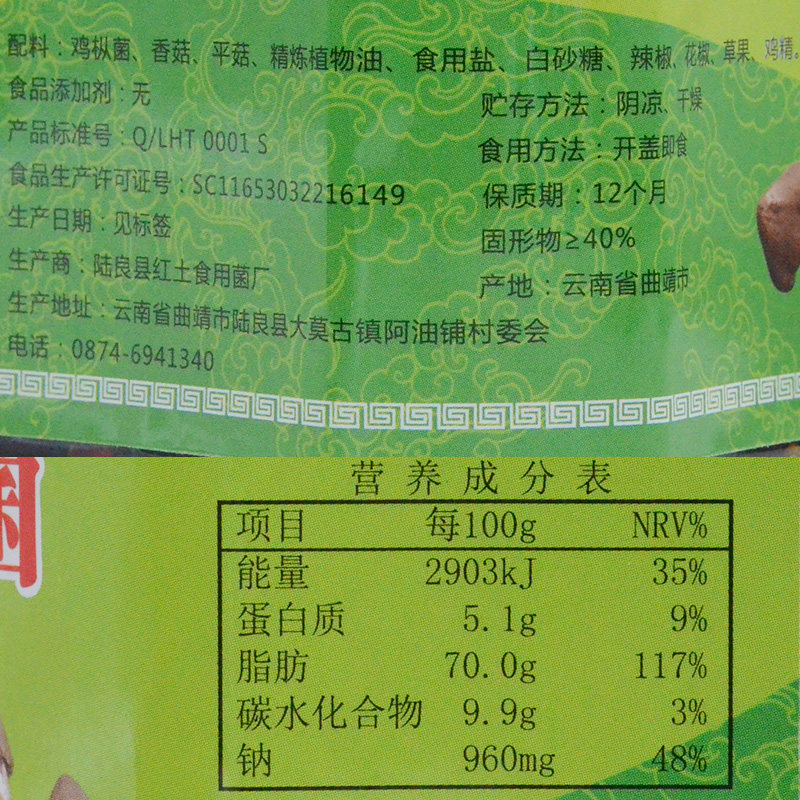 配料：鸡枞菌、香菇、平菇、精炼植物油、食用盐、白砂糖、辣椒、花椒、草果、鸡精。
食品添加剂：无
产品标准号：Q/LHT 0001 S
食品生产许可证号：SC11653032216149
生产日期：见标签
生产商：陆良县红土食用菌厂
生产地址：云南省曲靖市陆良县大莫古镇阿油铺村委会
电话：0874-6941340
贮存方法：阴凉、干燥
食用方法：开盖即食
保质期：12个月
固形物≥40%
产地：云南省曲靖市
营养成分表
项目 每100g NRV%
能量 2903kJ 35%
蛋白质 5.1g 9%
脂肪 70.0g 117%
碳水化合物 9.9g 3%
钠 960mg 48%